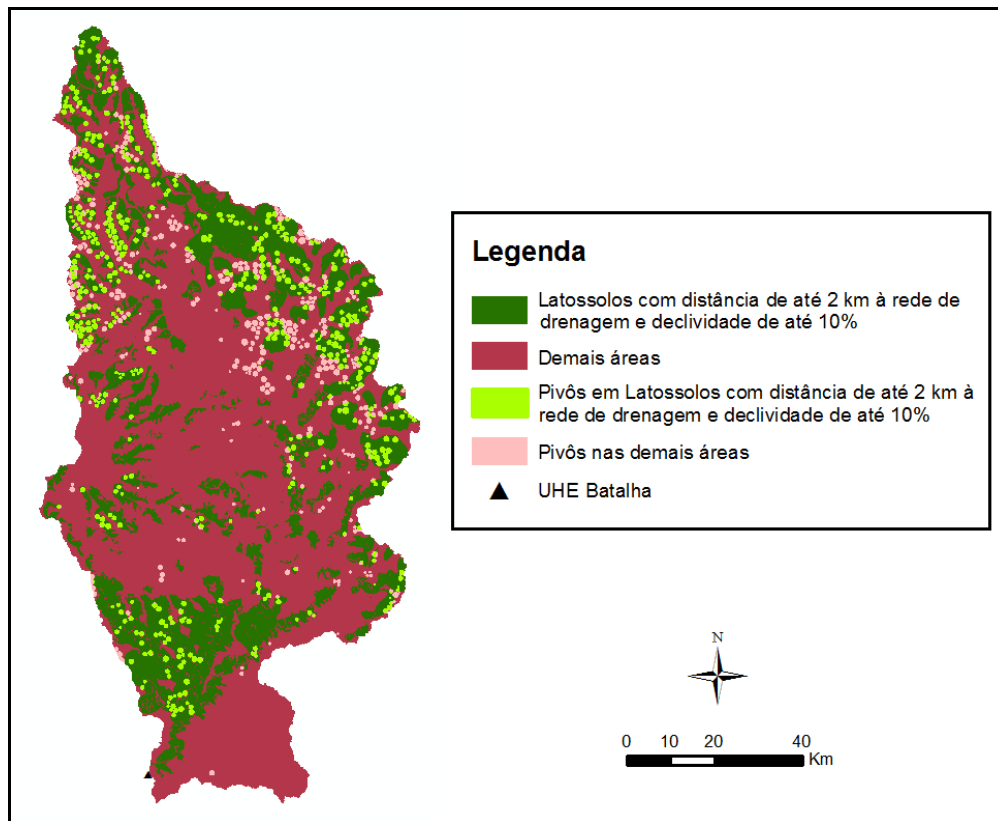 Legenda
Latossolos com distância de até 2 km à rede de
drenagem e declividade de até 10%
Demais áreas
Pivôs em Latossolos com distância de até 2 km à
rede de drenagem e declividade de até 10%
Pivôs nas demais áreas
UHE Batalha
N
0 10 20 40
Km